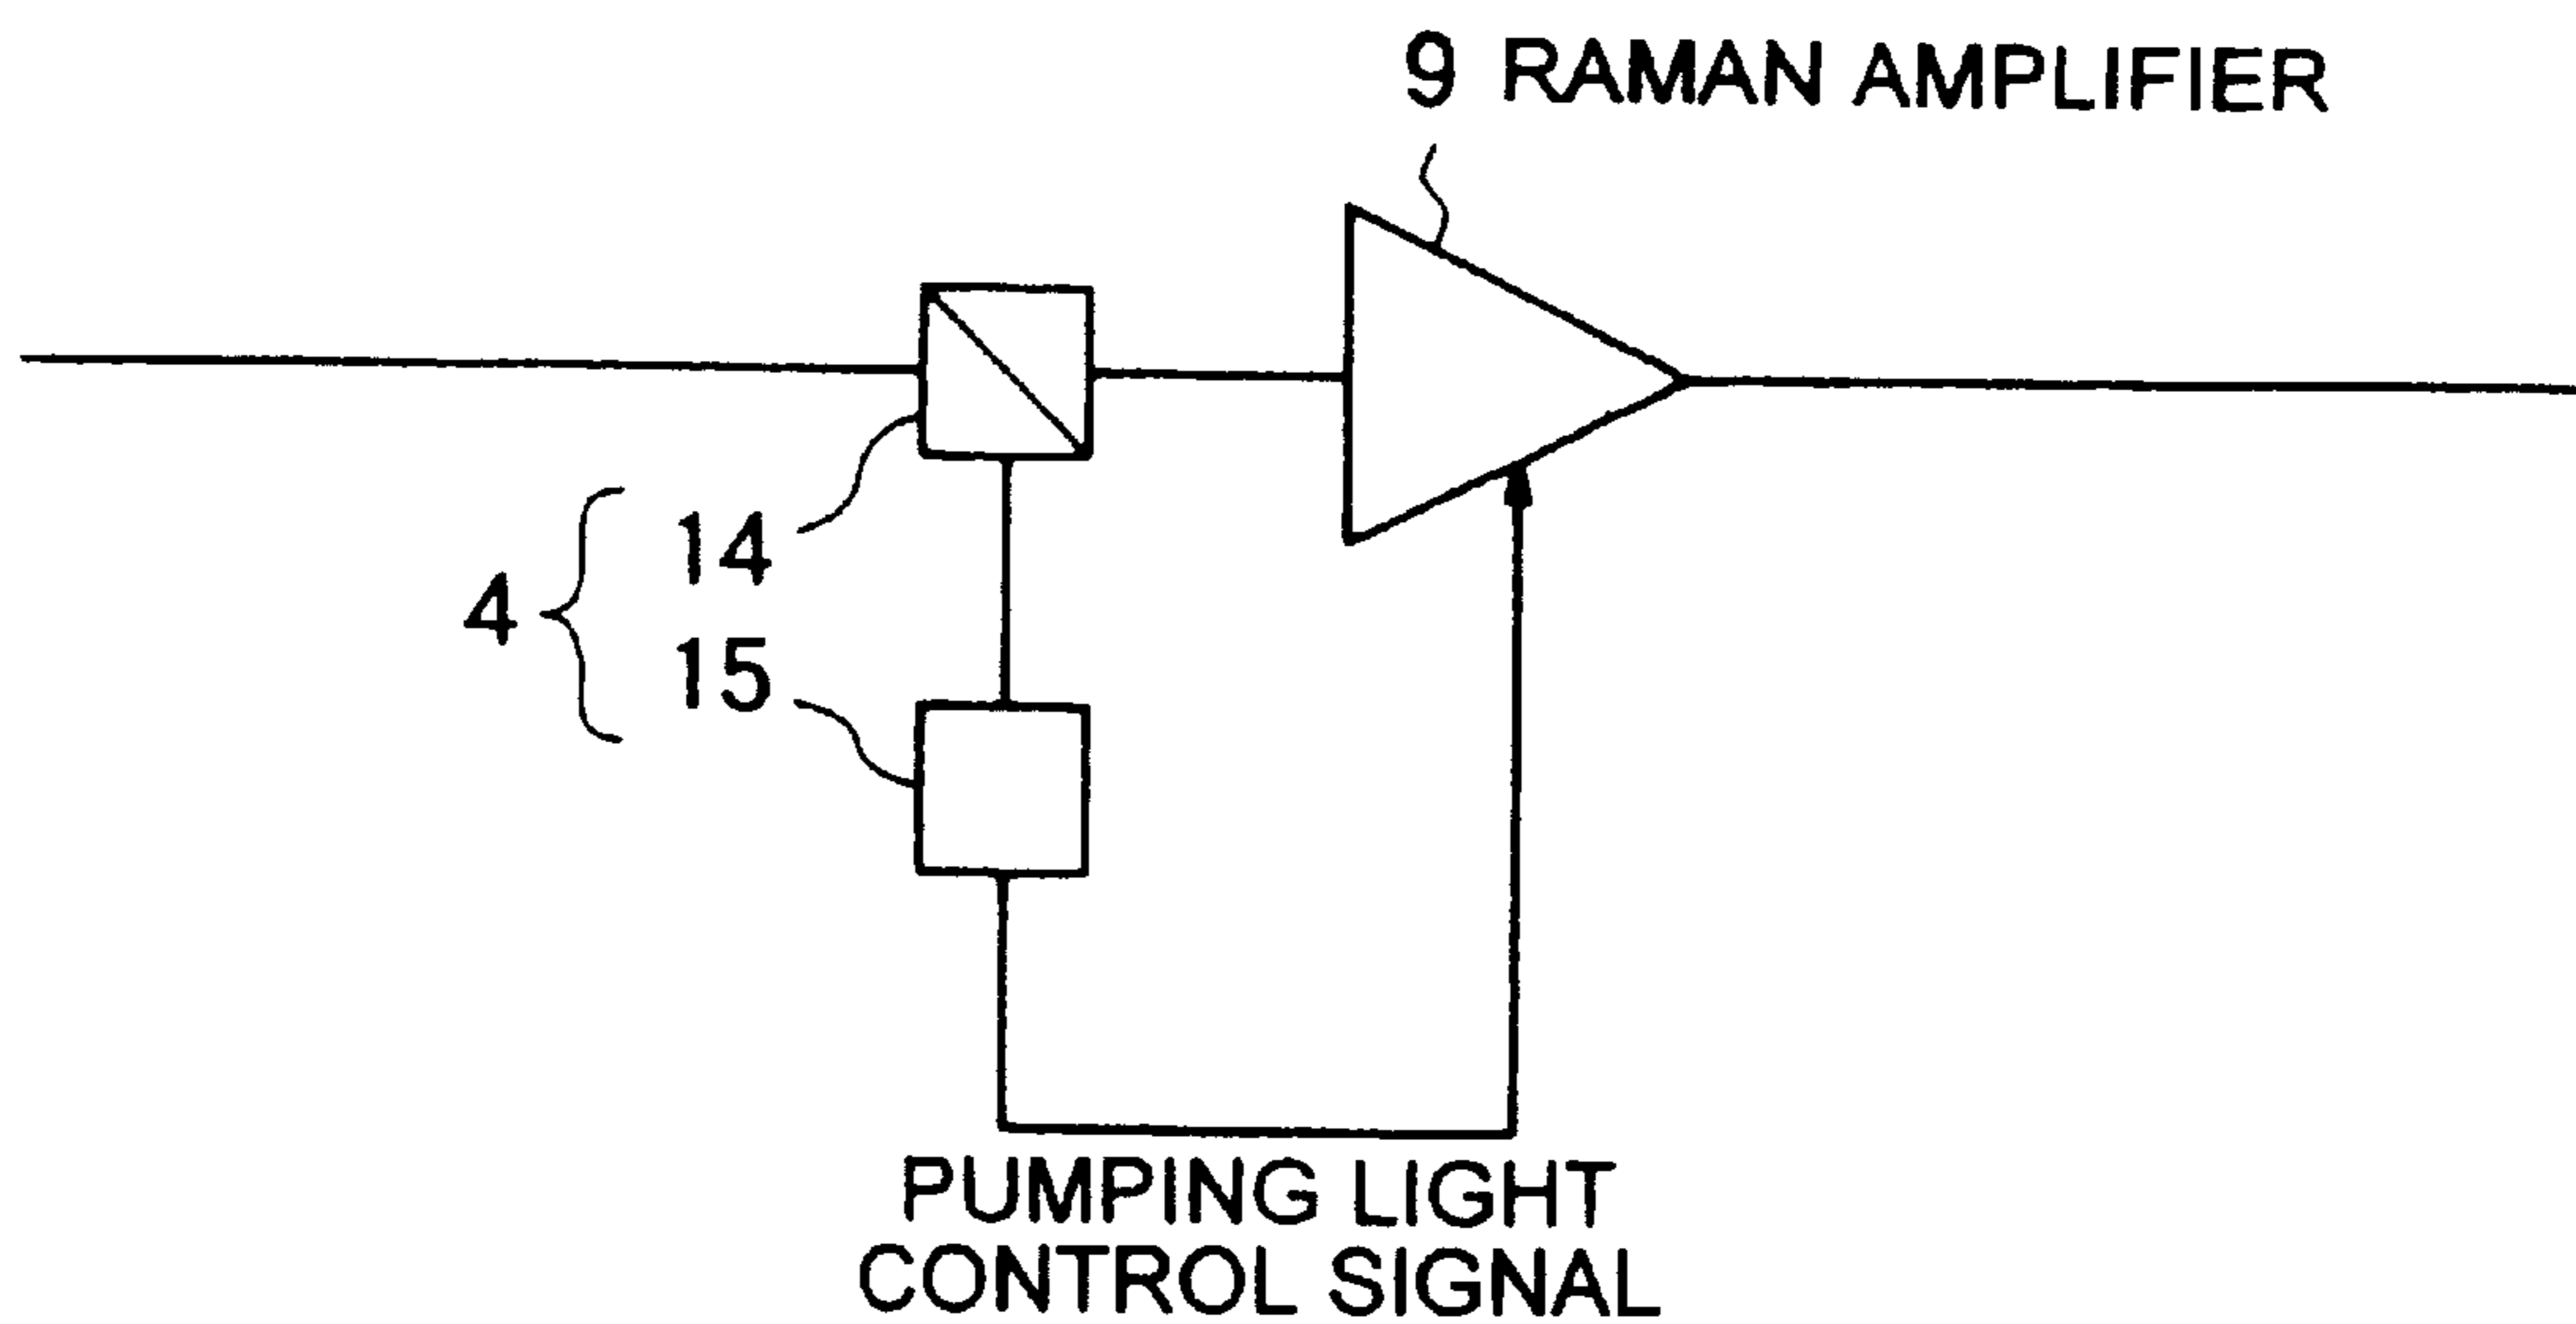 9 RAMAN AMPLIFIER
14
4
15
PUMPING LIGHT
CONTROL SIGNAL